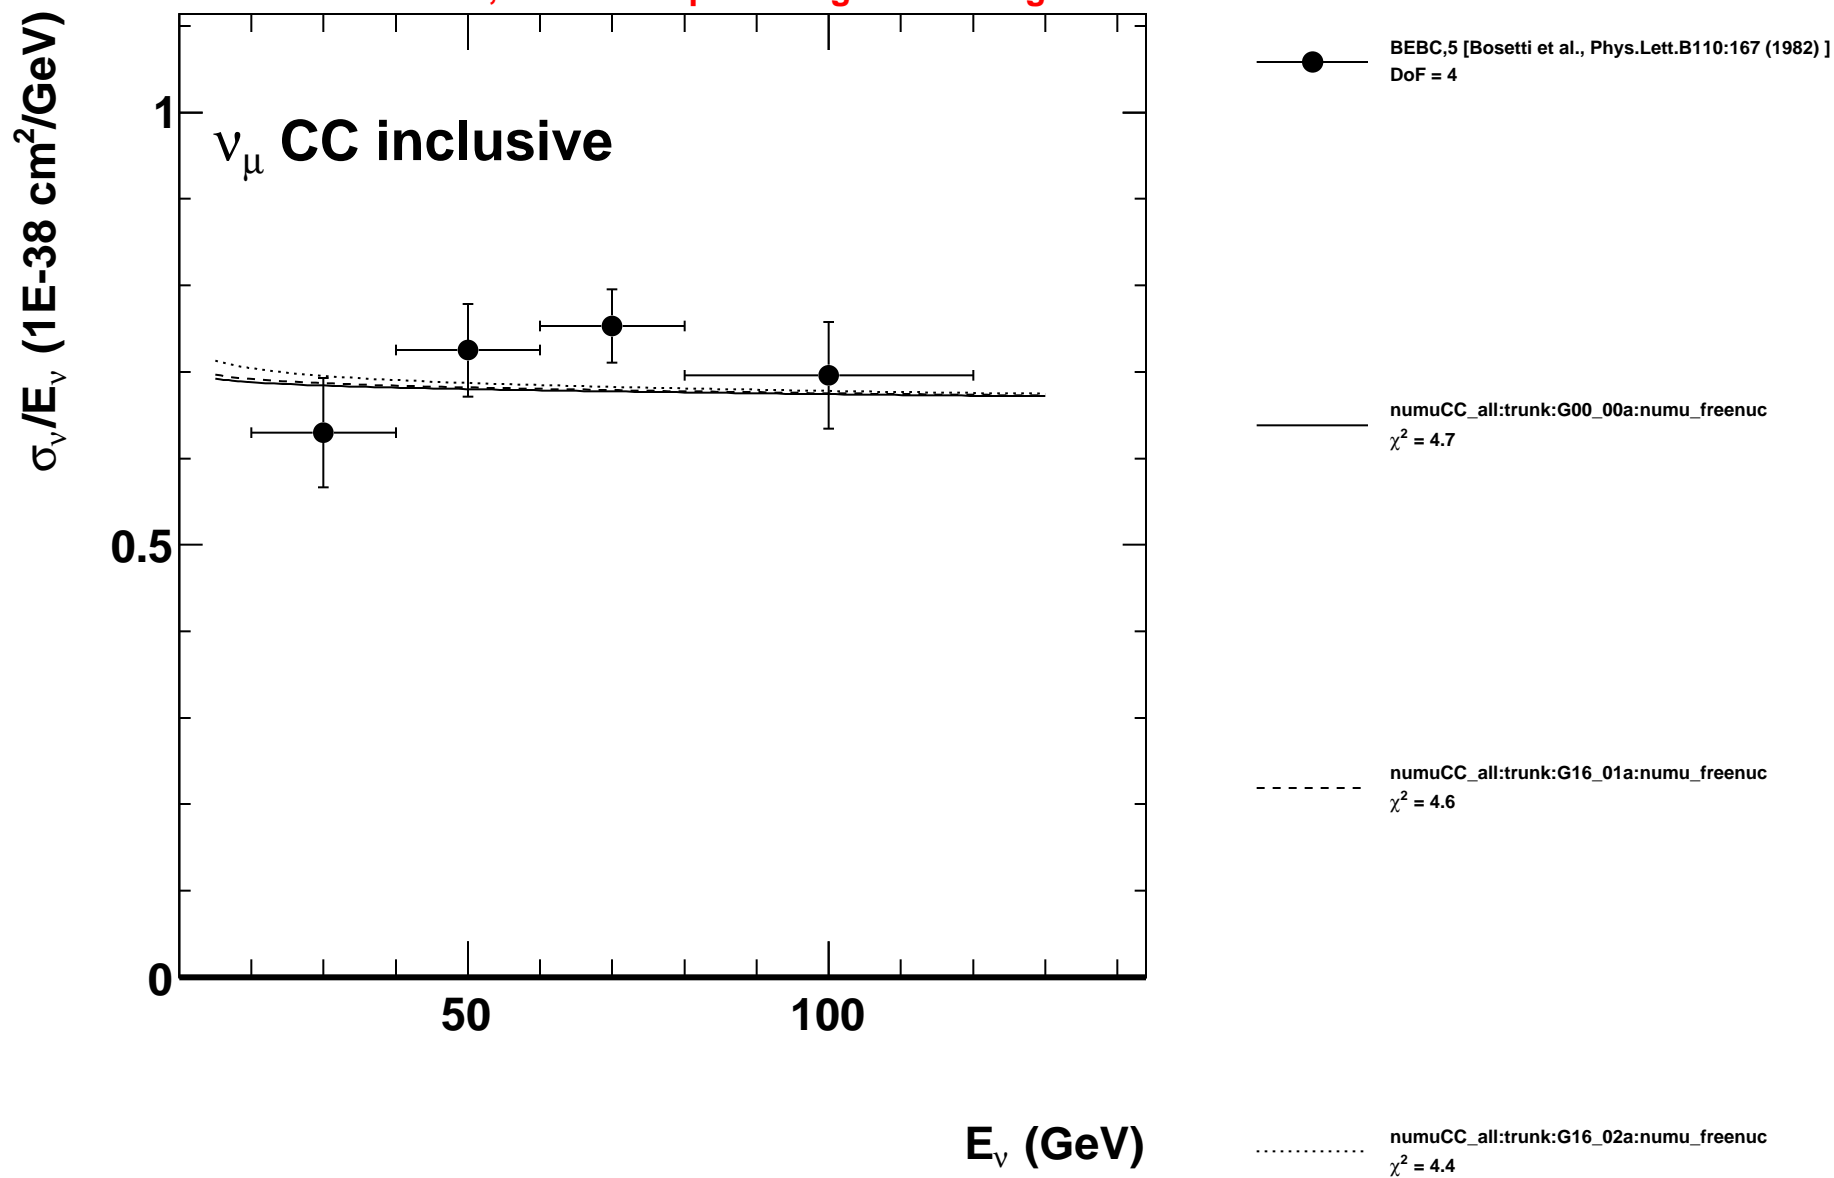 σν/Eν (1E-38 cm²/GeV)
1
0.5
0
νμ CC inclusive
50
100
Eν (GeV)
BEBC,5 [Bosetti et al., Phys.Lett.B110:167 (1982) ]
DoF = 4
numuCC_all:trunk:G00_00a:numu_freenuc
χ² = 4.7
numuCC_all:trunk:G16_01a:numu_freenuc
χ² = 4.6
numuCC_all:trunk:G16_02a:numu_freenuc
χ² = 4.4